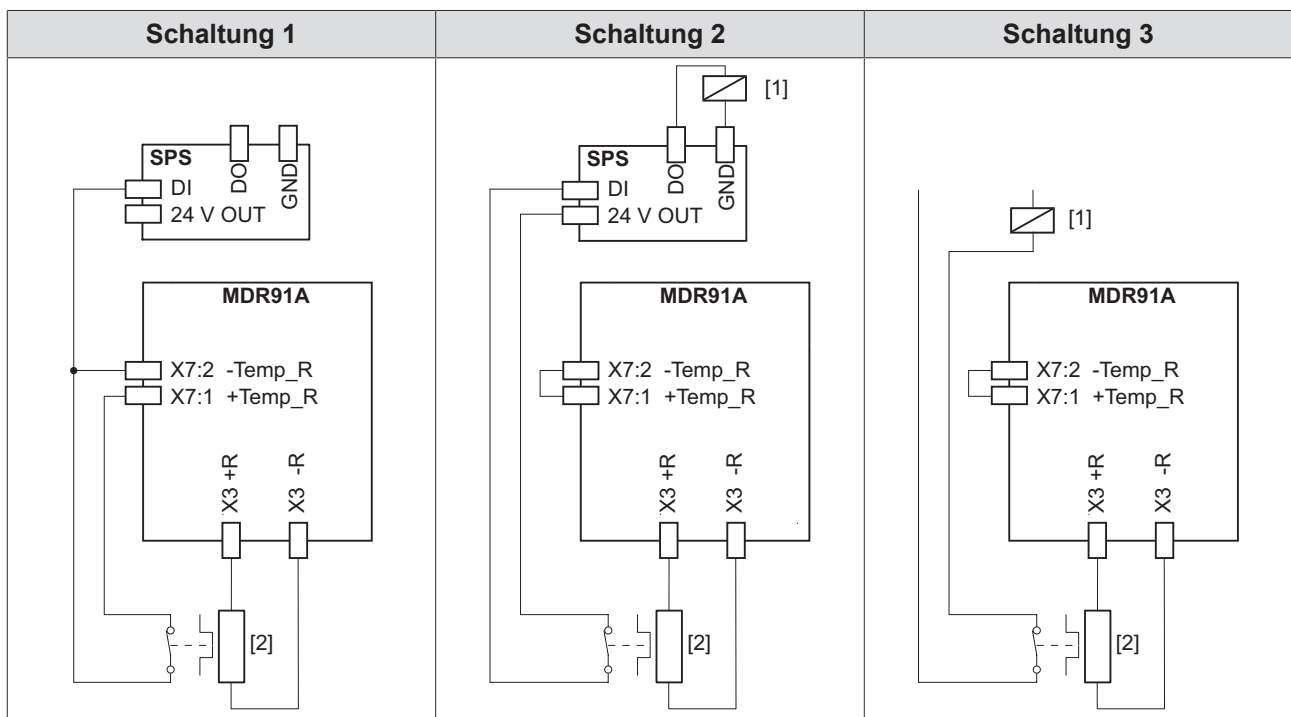 Schaltung 1
Schaltung 2
Schaltung 3
SPS
DO
GND
DI
24 V OUT
MDR91A
X7:2 -Temp_R
X7:1 +Temp_R
X3 +R
X3 -R
[2]
[1]
SPS
DO
GND
DI
24 V OUT
MDR91A
X7:2 -Temp_R
X7:1 +Temp_R
X3 +R
X3 -R
[2]
[1]
MDR91A
X7:2 -Temp_R
X7:1 +Temp_R
X3 +R
X3 -R
[2]